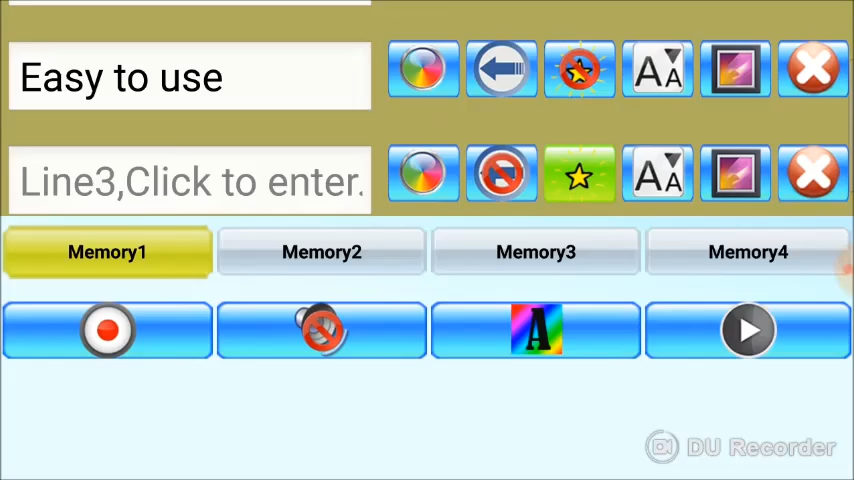 Easy to use
Line3,Click to enter.
Memory1 Memory2 Memory3 Memory4
A
DU Recorder